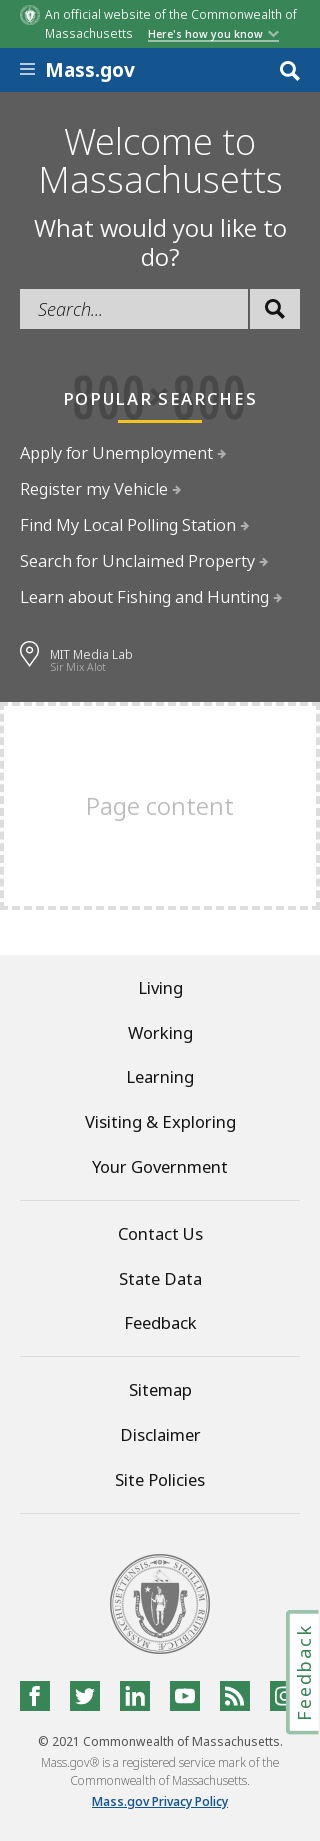 An official website of the Commonwealth of
Massachusetts Here's how you know
Mass.gov
Welcome to
Massachusetts
What would you like to
do?
Search...
800×800
POPULAR SEARCHES
Apply for Unemployment
Register my Vehicle
Find My Local Polling Station
Search for Unclaimed Property
Learn about Fishing and Hunting
MIT Media Lab
Sir Mix Alot
Page content
Living
Working
Learning
Visiting & Exploring
Your Government
Contact Us
State Data
Feedback
Sitemap
Disclaimer
Site Policies
Feedback
© 2021 Commonwealth of Massachusetts.
Mass.gov® is a registered service mark of the
Commonwealth of Massachusetts.
Mass.gov Privacy Policy